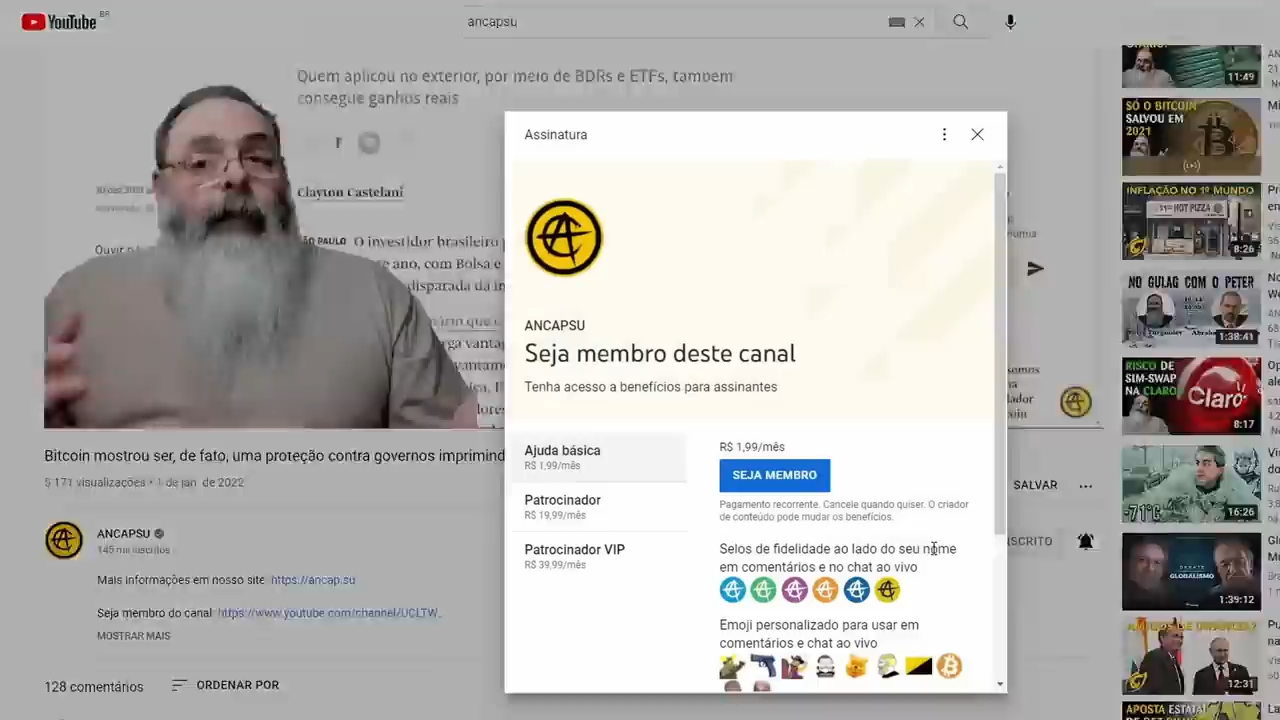 YouTube BR
ancapsu
Quem aplicou no exterior, por meio de BDRs e ETFs, também
consegue ganhos reais
Clayton Castelani
Ouvir
SÃO PAULO O investidor brasileiro
ano, com Bolsa e
disparada da in
Assinatura
ANCAPSU
Seja membro deste canal
Tenha acesso a benefícios para assinantes
Ajuda básica
R$ 1,99/mês
Patrocinador
R$ 19,99/mês
Patrocinador VIP
R$ 39,99/mês
R$ 1,99/mês
SEJA MEMBRO
Pagamento recorrente. Cancele quando quiser. O criador
de conteúdo pode mudar os benefícios.
Selos de fidelidade ao lado do seu nome
em comentários e no chat ao vivo
Emoji personalizado para usar em
comentários e chat ao vivo
Bitcoin mostrou ser, de fato, uma proteção contra governos imprimind
5 171 visualizações • 1 de jan. de 2022
SALVAR
ANCAPSU
145 mil inscritos
SCRITO
Mais informações em nosso site: https://ancap.su
Seja membro do canal: https://www.youtube.com/channel/UCLTW...
MOSTRAR MAIS
128 comentários
ORDENAR POR
11:49
SÓ O BITCOIN
SALVOU EM
2021
INFLAÇÃO NO 1º MUNDO
HOT PIZZA
8:26
NO GULAG COM O PETER
1:38:41
RISCO DE
SIM-SWAP
NA CLARO
Claro
8:17
-71°C
16:26
DEBATE
GLOBALISMO
1:39:12
12:31
APOSTA ESTATAL